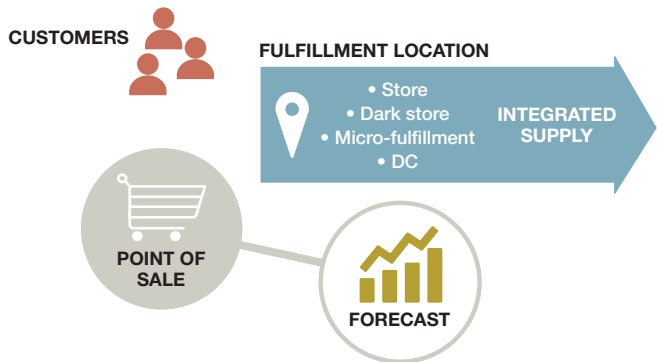 CUSTOMERS
FULFILLMENT LOCATION
• Store
• Dark store
• Micro-fulfillment
• DC
INTEGRATED
SUPPLY
POINT OF
SALE
FORECAST